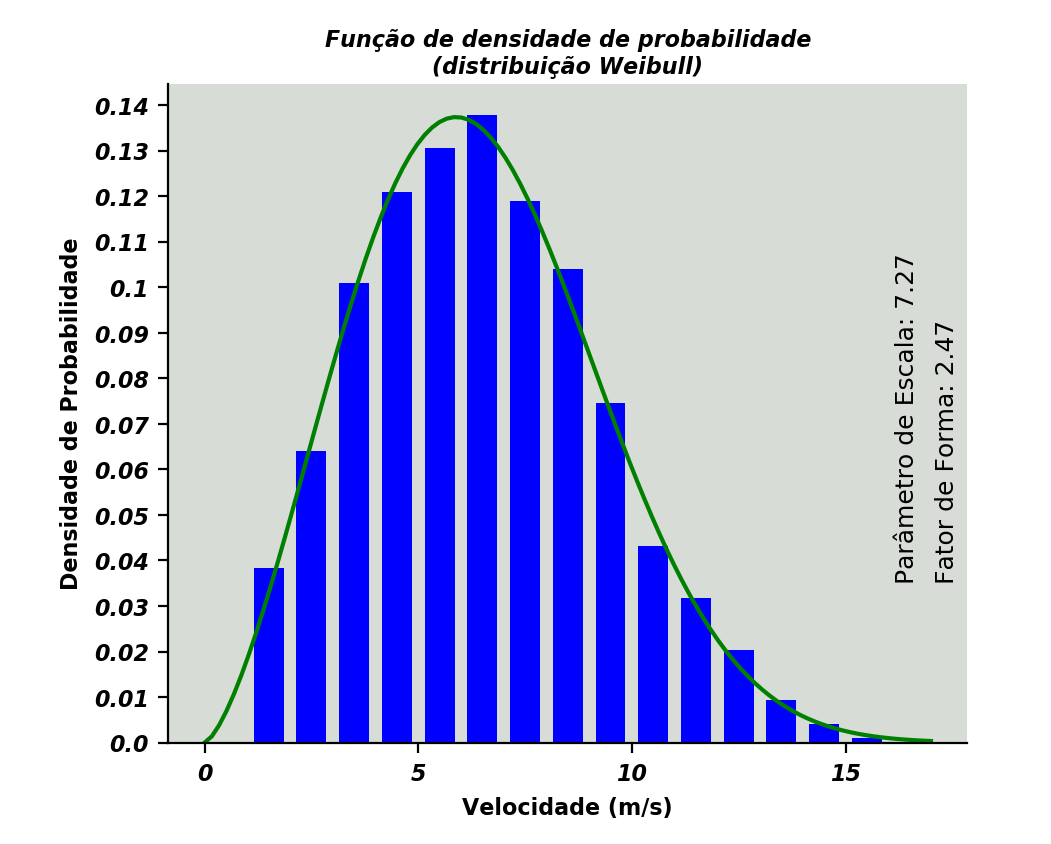 Função de densidade de probabilidade
(distribuição Weibull)
0.14
0.13
0.12
0.11
0.1
0.09
0.08
0.07
0.06
0.05
0.04
0.03
0.02
0.01
0.0
Densidade de Probabilidade
Parâmetro de Escala: 7.27
Fator de Forma: 2.47
0 5 10 15
Velocidade (m/s)